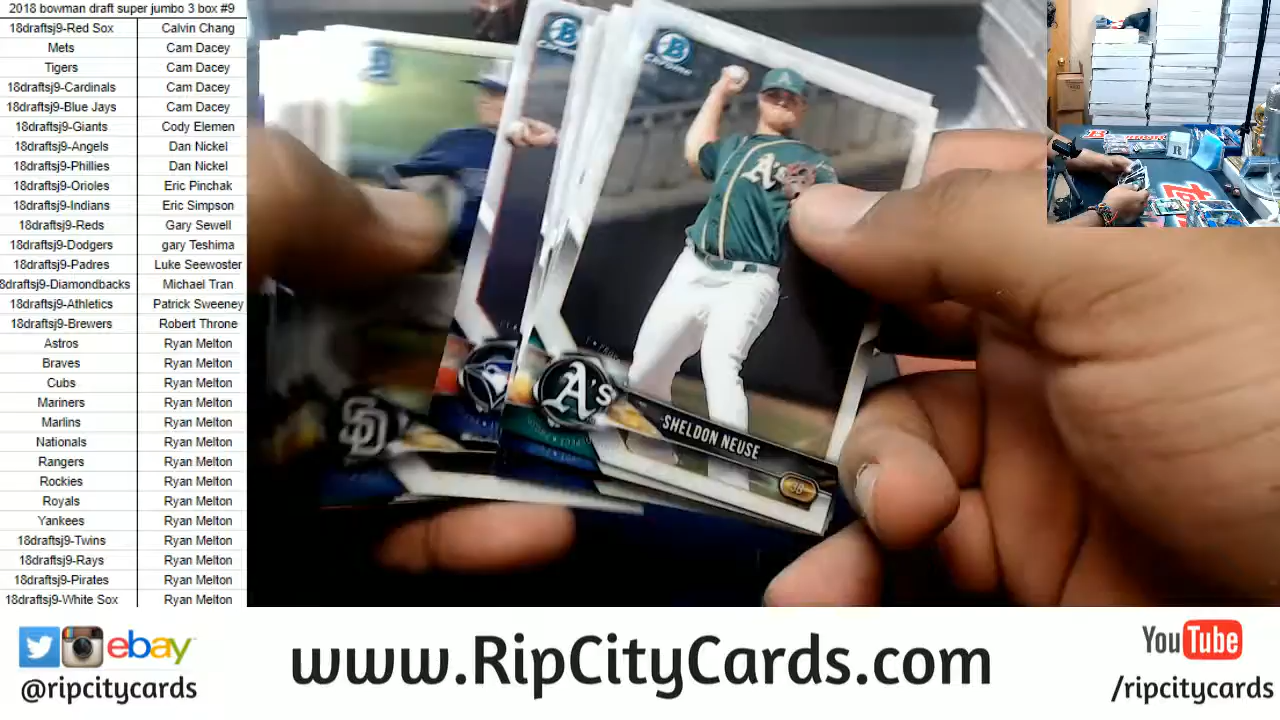 2018 bowman draft super jumbo 3 box #9
18draftsj9-Red Sox Calvin Chang
Mets Cam Dacey
Tigers Cam Dacey
18draftsj9-Cardinals Cam Dacey
18draftsj9-Blue Jays Cam Dacey
18draftsj9-Giants Cody Elemen
18draftsj9-Angels Dan Nickel
18draftsj9-Phillies Dan Nickel
18draftsj9-Orioles Eric Pinchak
18draftsj9-Indians Eric Simpson
18draftsj9-Reds Gary Sewell
18draftsj9-Dodgers gary Teshima
18draftsj9-Padres Luke Seewoster
8draftsj9-Diamondbacks Michael Tran
18draftsj9-Athletics Patrick Sweeney
18draftsj9-Brewers Robert Throne
Astros Ryan Melton
Braves Ryan Melton
Cubs Ryan Melton
Mariners Ryan Melton
Marlins Ryan Melton
Nationals Ryan Melton
Rangers Ryan Melton
Rockies Ryan Melton
Royals Ryan Melton
Yankees Ryan Melton
18draftsj9-Twins Ryan Melton
18draftsj9-Rays Ryan Melton
18draftsj9-Pirates Ryan Melton
18draftsj9-White Sox Ryan Melton
B Chrome
B Chrome
A's
A's
SD
SHELDON NEUSE
3B
ebay
@ripcitycards
www.RipCityCards.com
YouTube
/ripcitycards